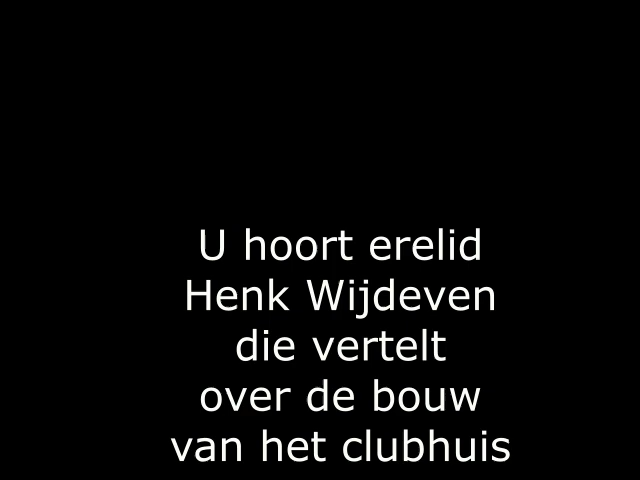 U hoort erelid
Henk Wijdeven
die vertelt
over de bouw
van het clubhuis